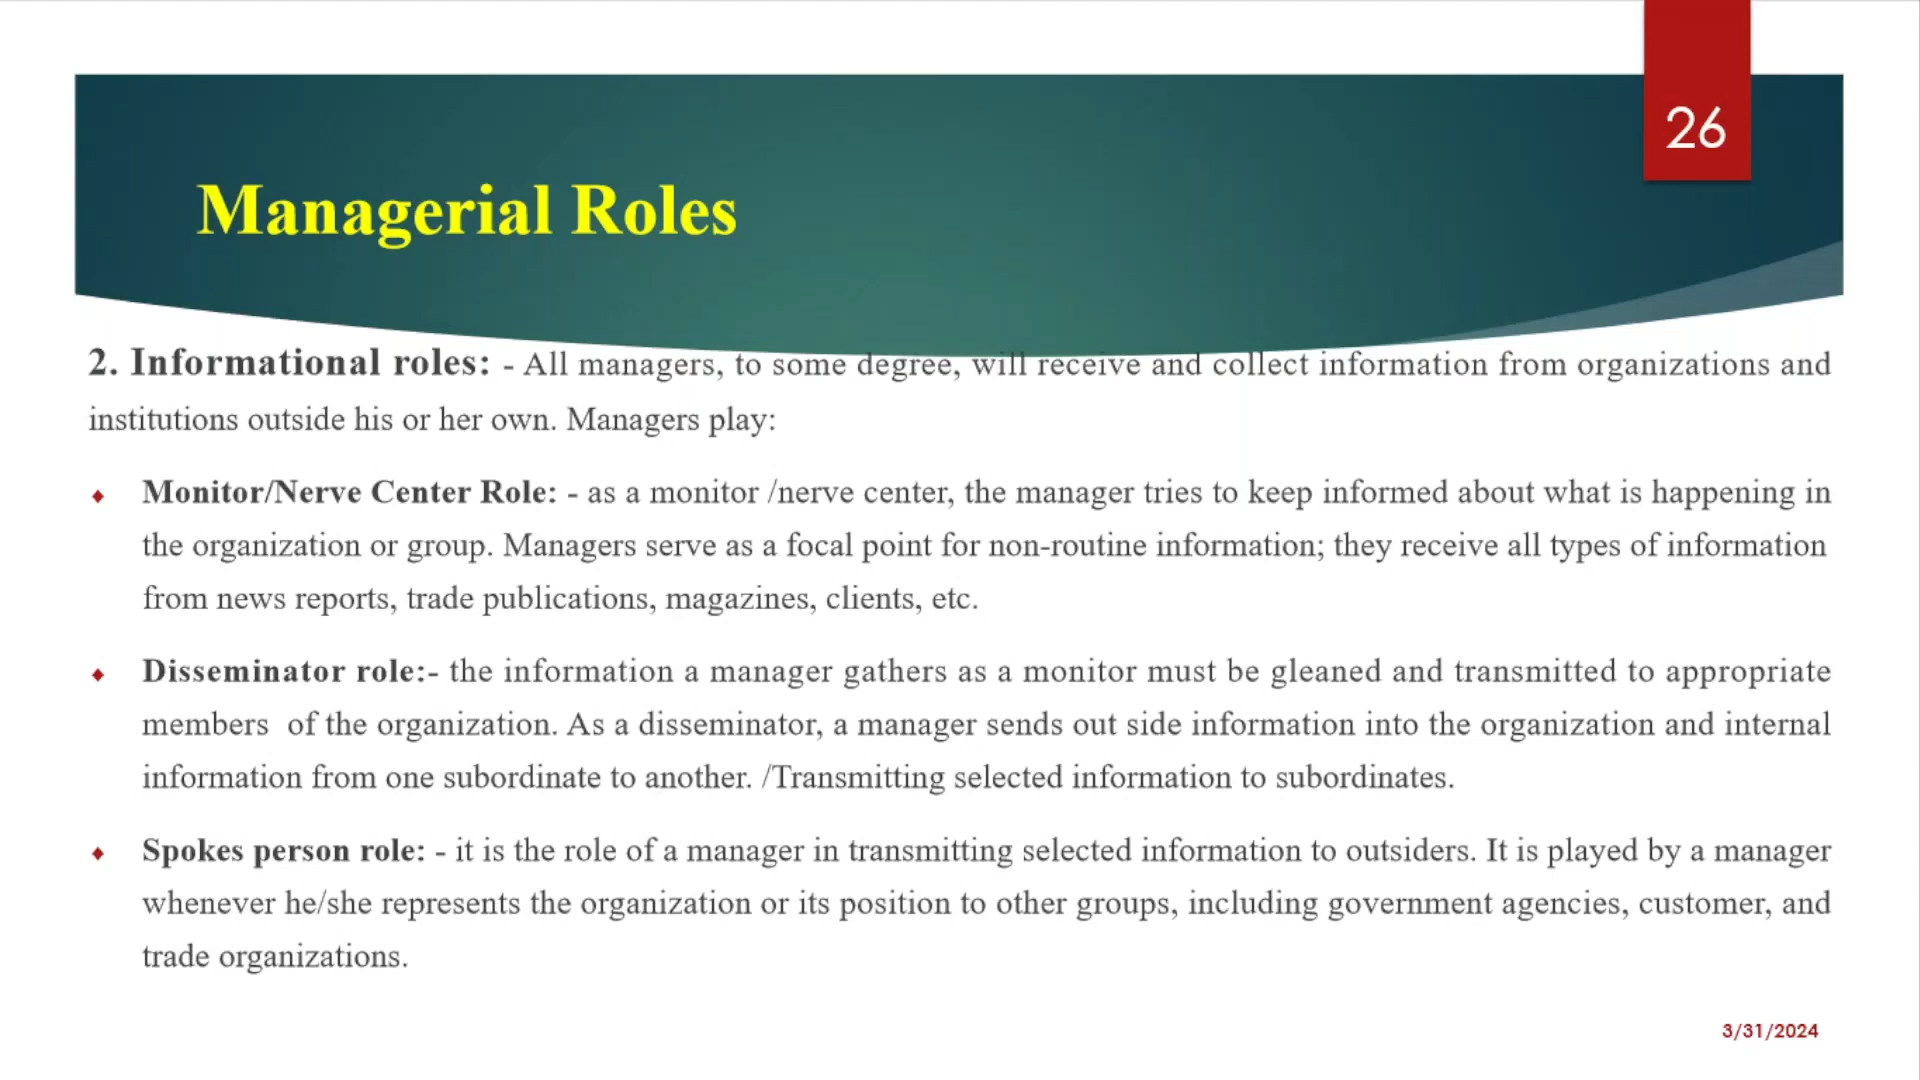 26
Managerial Roles
2. Informational roles: - All managers, to some degree, will receive and collect information from organizations and
institutions outside his or her own. Managers play:
Monitor/Nerve Center Role: - as a monitor /nerve center, the manager tries to keep informed about what is happening in
the organization or group. Managers serve as a focal point for non-routine information; they receive all types of information
from news reports, trade publications, magazines, clients, etc.
Disseminator role:- the information a manager gathers as a monitor must be gleaned and transmitted to appropriate
members  of the organization. As a disseminator, a manager sends out side information into the organization and internal
information from one subordinate to another. /Transmitting selected information to subordinates.
Spokes person role: - it is the role of a manager in transmitting selected information to outsiders. It is played by a manager
whenever he/she represents the organization or its position to other groups, including government agencies, customer, and
trade organizations.
3/31/2024